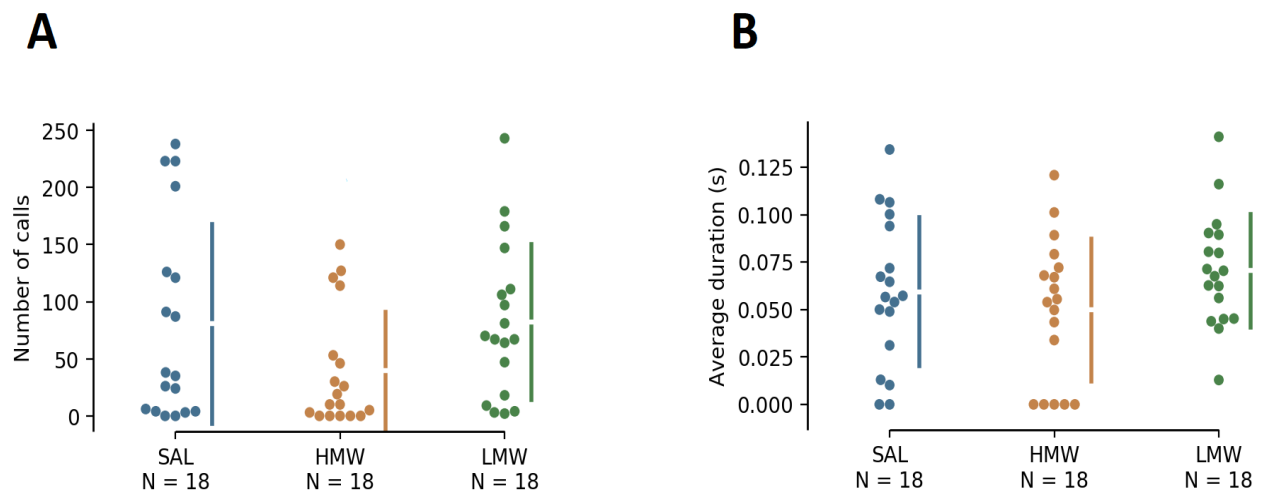 A
Number of calls
250
200
150
100
50
0
SAL
N = 18
HMW
N = 18
LMW
N = 18
B
Average duration (s)
0.125
0.100
0.075
0.050
0.025
0.000
SAL
N = 18
HMW
N = 18
LMW
N = 18